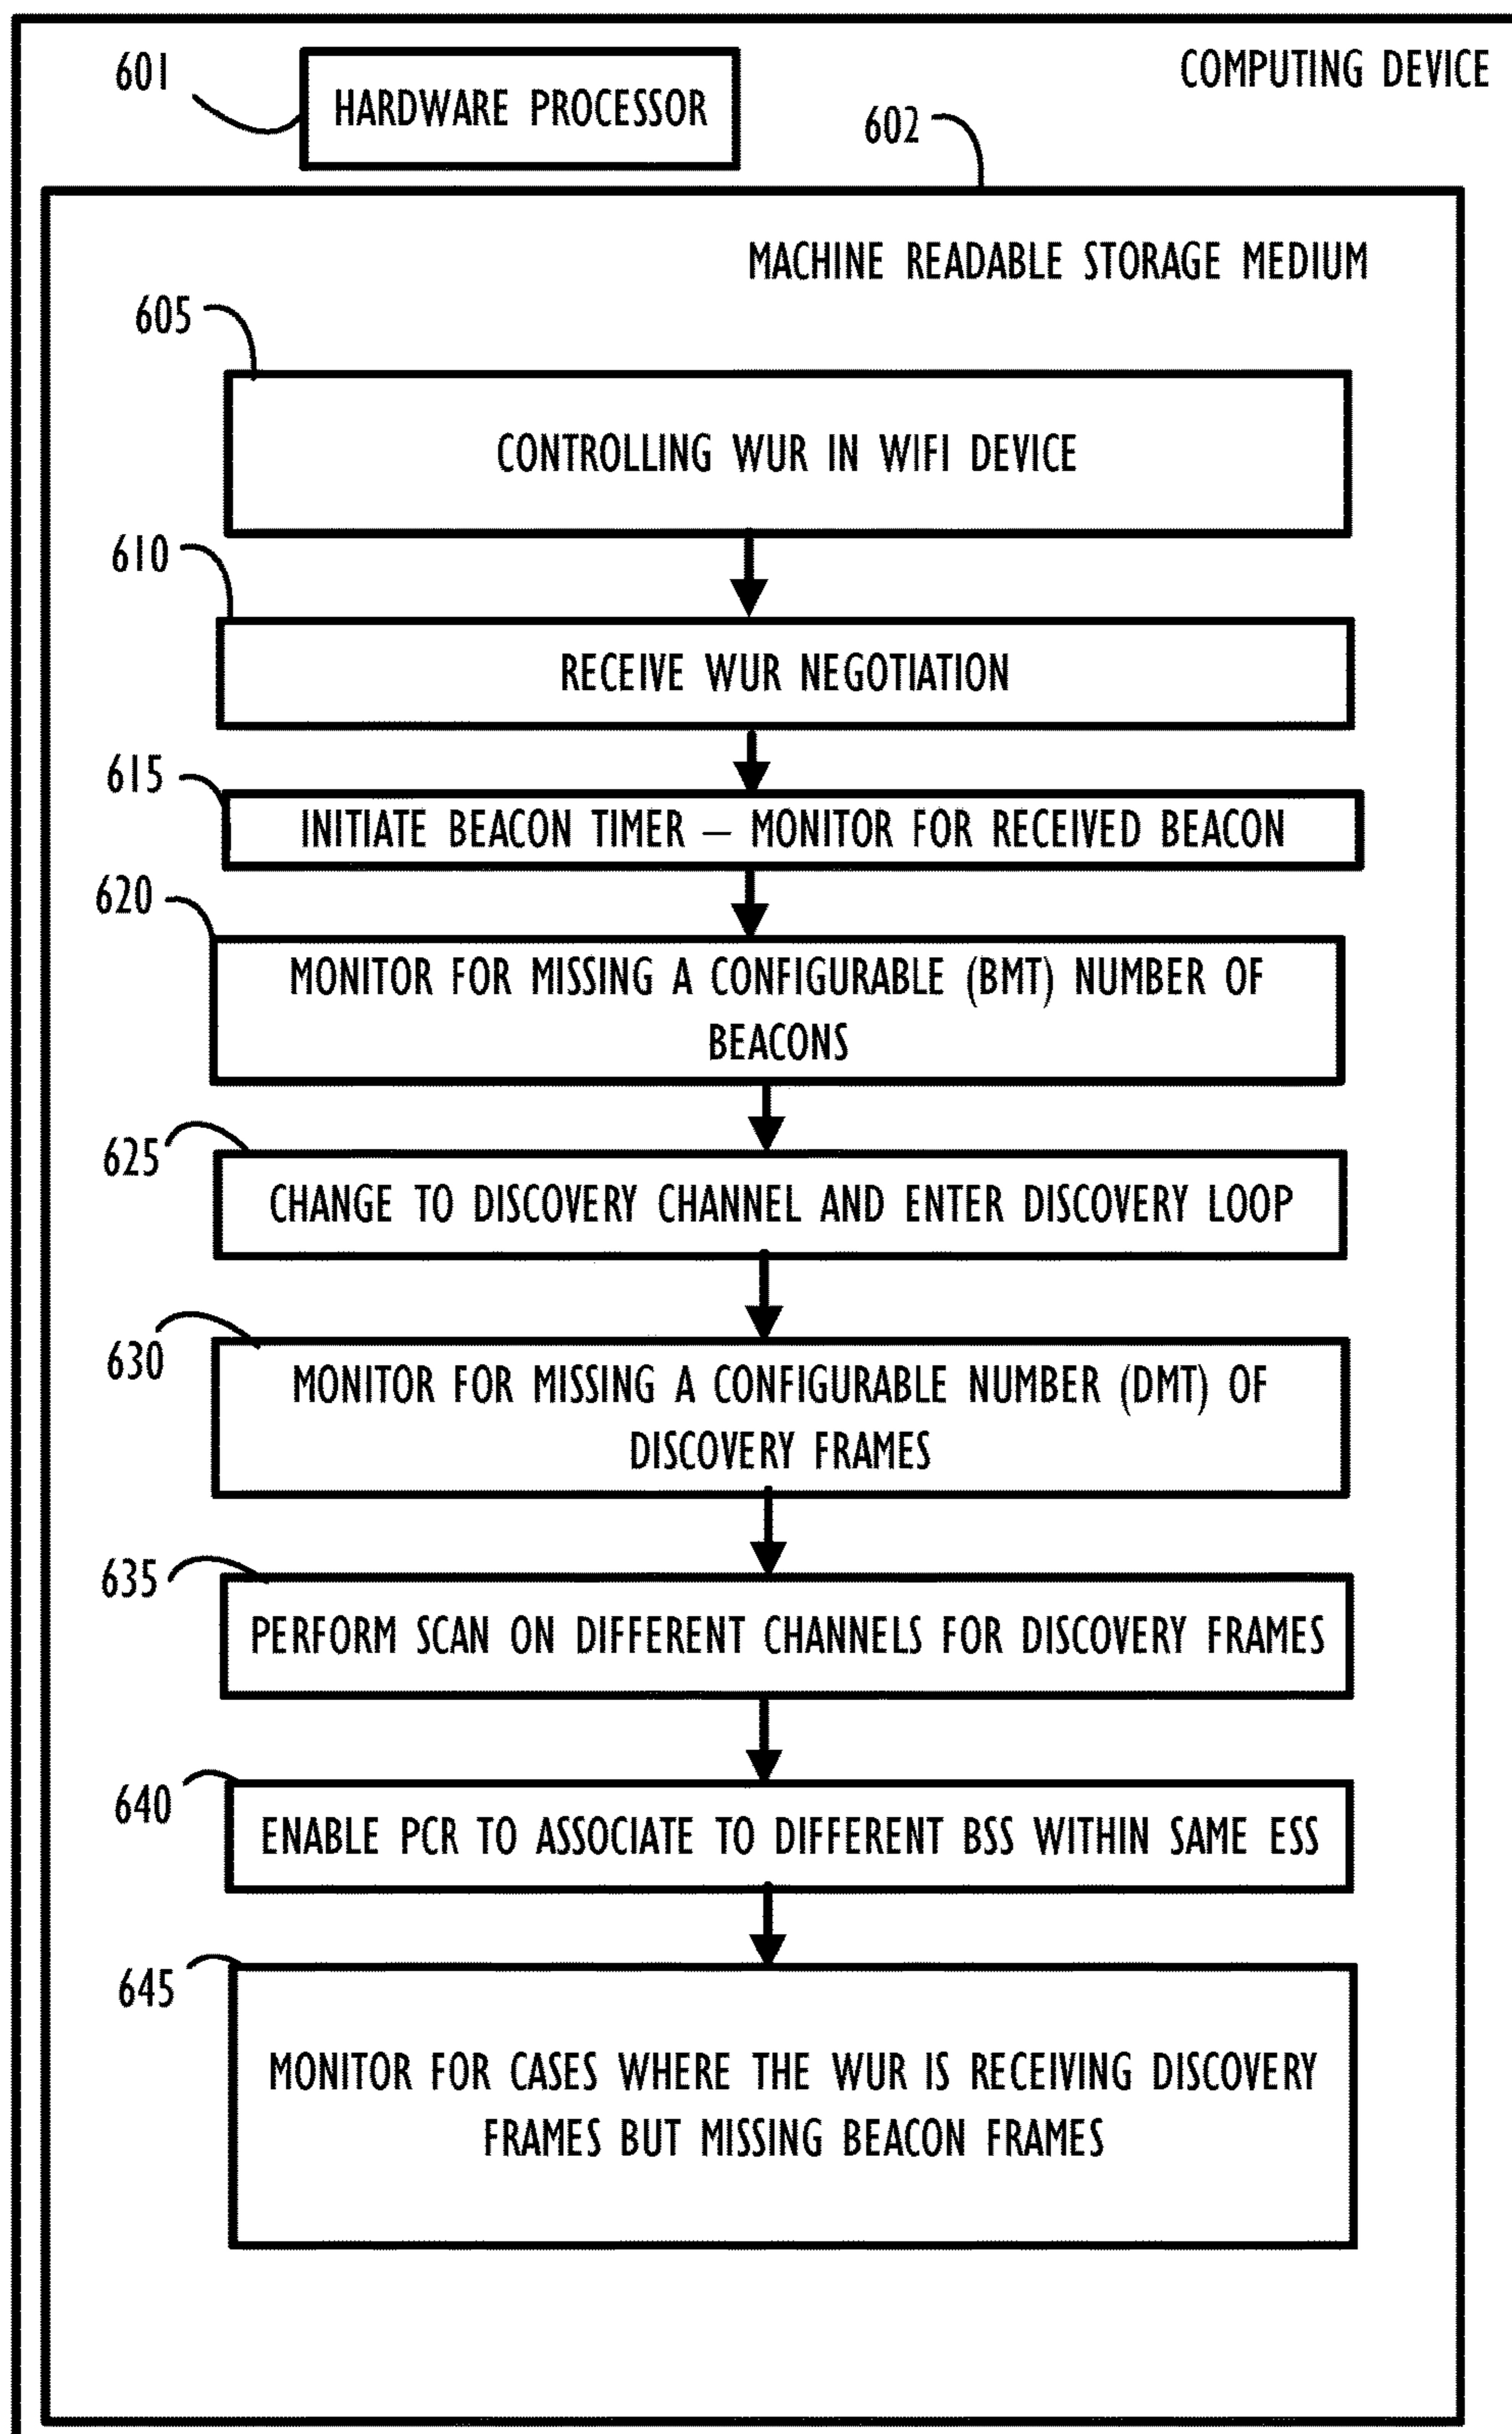 COMPUTING DEVICE
601
HARDWARE PROCESSOR
602
MACHINE READABLE STORAGE MEDIUM
605
CONTROLLING WUR IN WIFI DEVICE
610
RECEIVE WUR NEGOTIATION
615
INITIATE BEACON TIMER – MONITOR FOR RECEIVED BEACON
620
MONITOR FOR MISSING A CONFIGURABLE (BMT) NUMBER OF
BEACONS
625
CHANGE TO DISCOVERY CHANNEL AND ENTER DISCOVERY LOOP
630
MONITOR FOR MISSING A CONFIGURABLE NUMBER (DMT) OF
DISCOVERY FRAMES
635
PERFORM SCAN ON DIFFERENT CHANNELS FOR DISCOVERY FRAMES
640
ENABLE PCR TO ASSOCIATE TO DIFFERENT BSS WITHIN SAME ESS
645
MONITOR FOR CASES WHERE THE WUR IS RECEIVING DISCOVERY
FRAMES BUT MISSING BEACON FRAMES